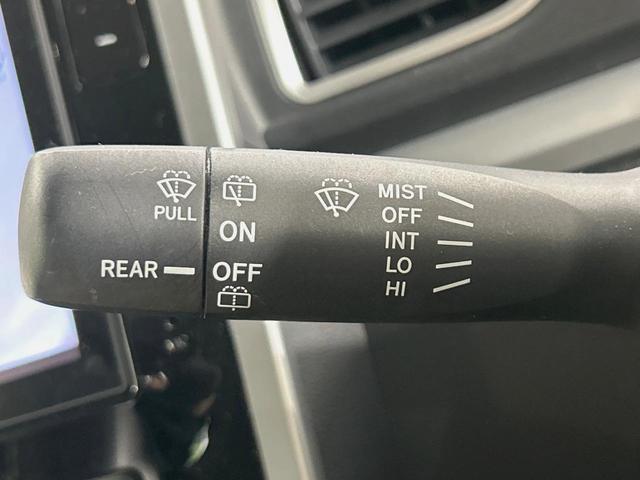 PULL
REAR
ON
OFF
MIST
OFF
INT
LO
HI